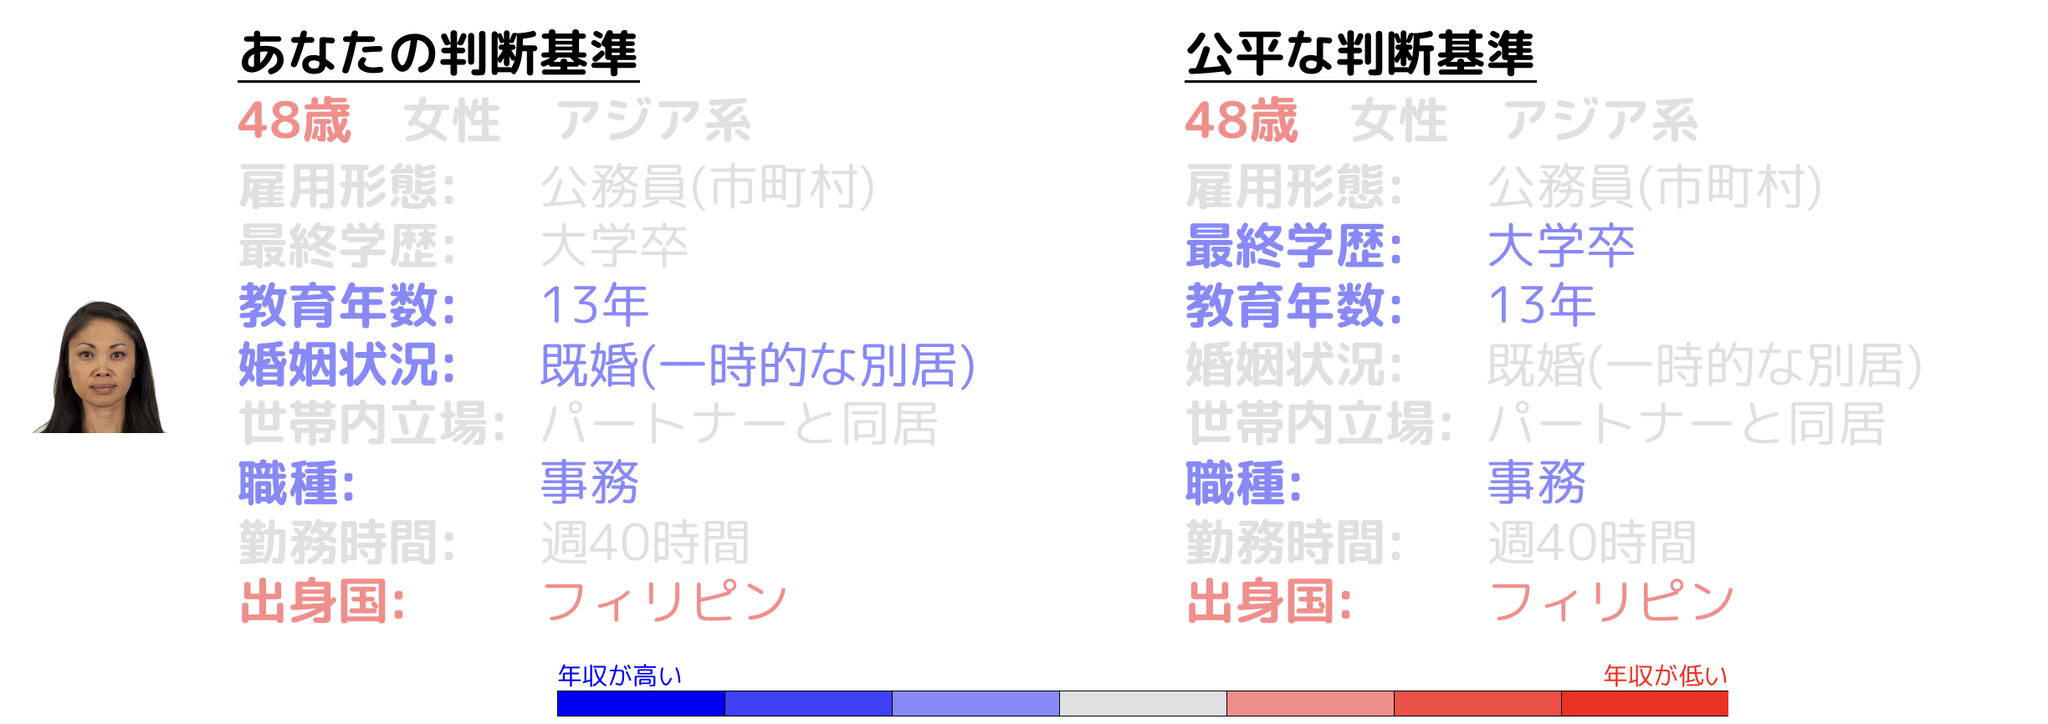 あなたの判断基準
48歳 女性 アジア系
雇用形態: 公務員(市町村)
最終学歴: 大学卒
教育年数: 13年
婚姻状況: 既婚(一時的な別居)
世帯内立場: パートナーと同居
職種: 事務
勤務時間: 週40時間
出身国: フィリピン
公平な判断基準
48歳 女性 アジア系
雇用形態: 公務員(市町村)
最終学歴: 大学卒
教育年数: 13年
婚姻状況: 既婚(一時的な別居)
世帯内立場: パートナーと同居
職種: 事務
勤務時間: 週40時間
出身国: フィリピン
年収が高い 年収が低い